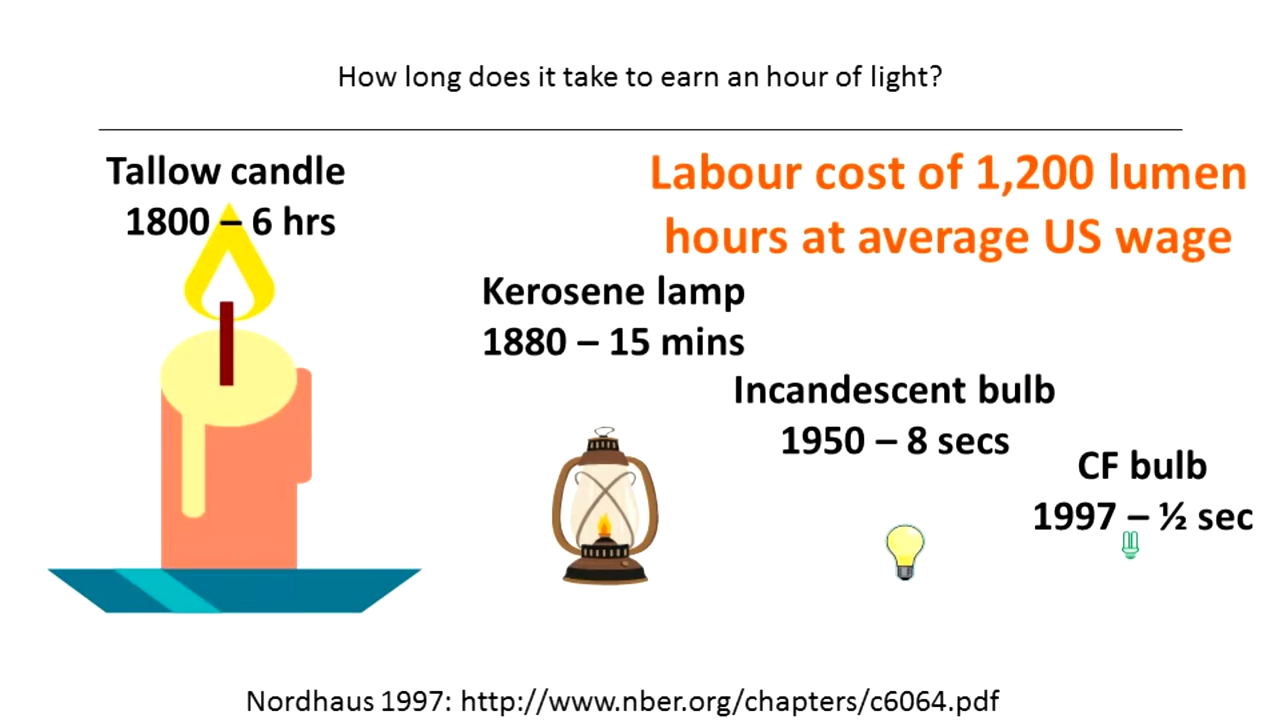 How long does it take to earn an hour of light?
Tallow candle
1800 – 6 hrs
Labour cost of 1,200 lumen
hours at average US wage
Kerosene lamp
1880 – 15 mins
Incandescent bulb
1950 – 8 secs
CF bulb
1997 – ½ sec
Nordhaus 1997: http://www.nber.org/chapters/c6064.pdf